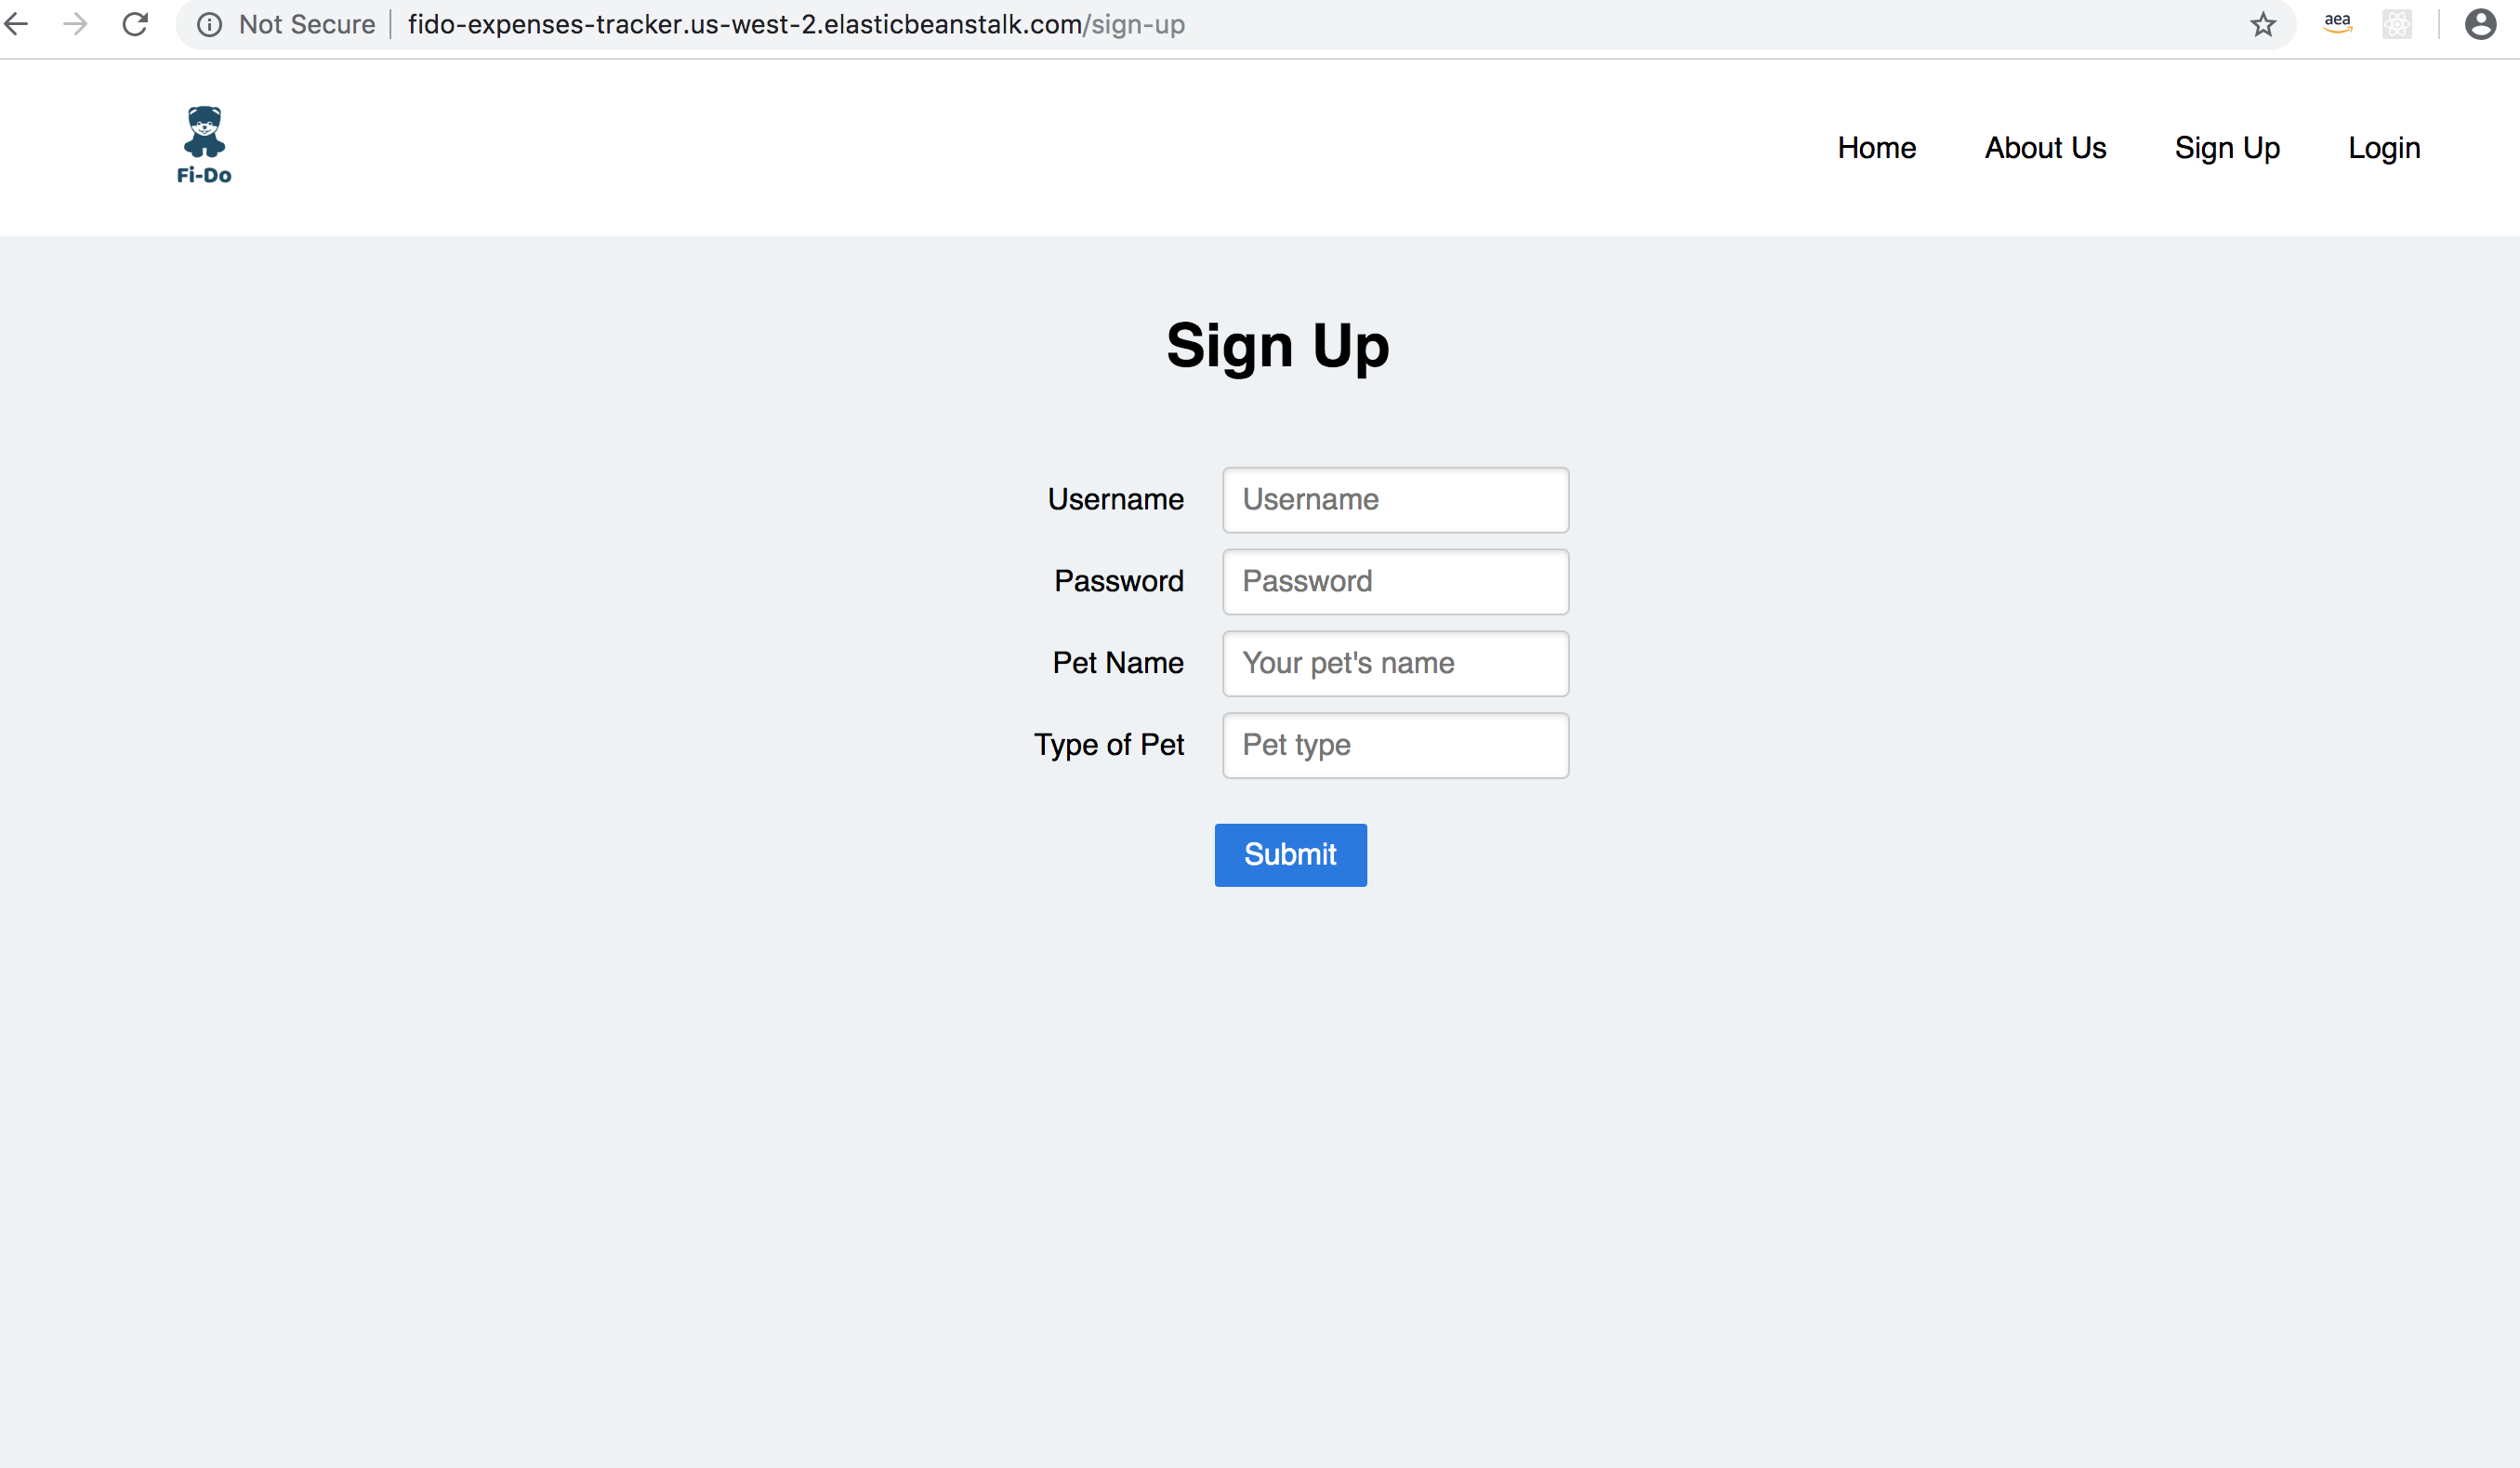 Not Secure fido-expenses-tracker.us-west-2.elasticbeanstalk.com/sign-up aea
Fi-Do
Home About Us Sign Up Login
Sign Up
Username Username
Password Password
Pet Name Your pet's name
Type of Pet Pet type
Submit